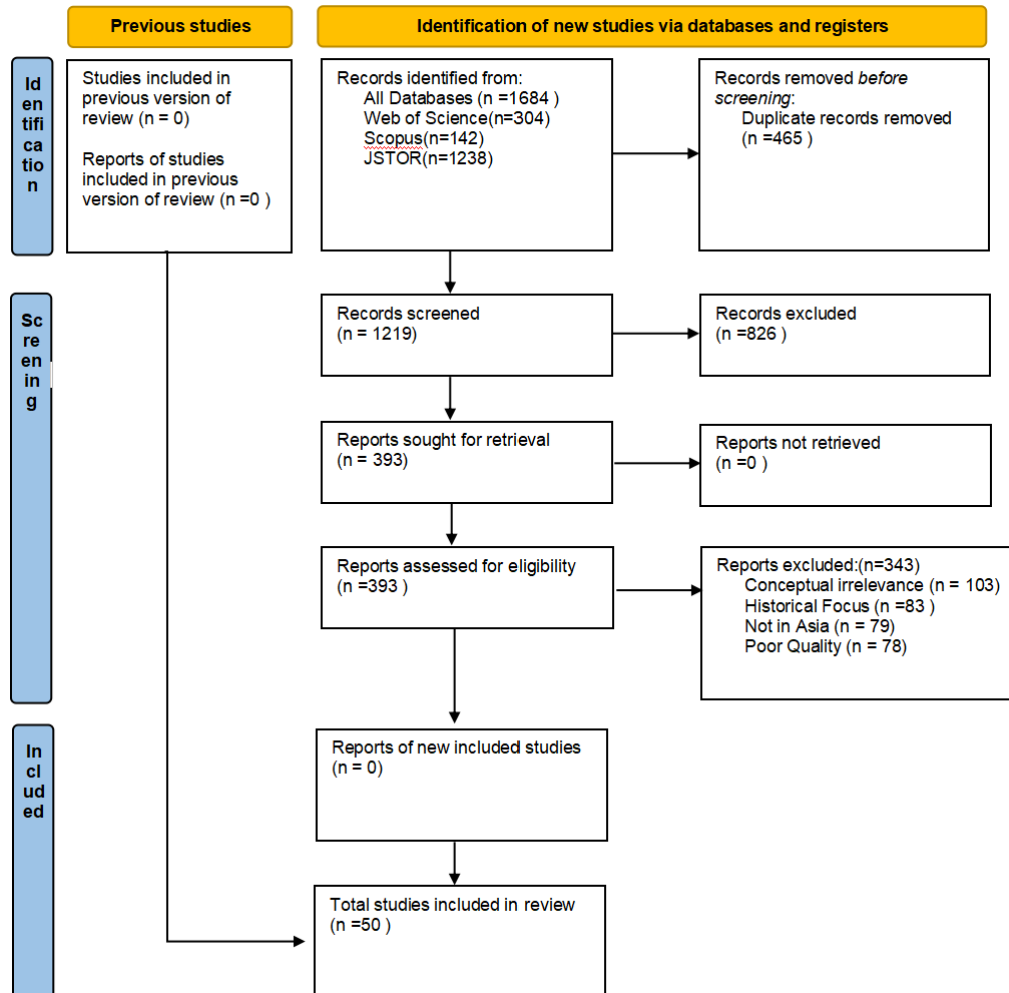 Previous studies
Identification of new studies via databases and registers
Id
en
tifi
ca
tio
n
Studies included in
previous version of
review (n = 0)
Reports of studies
included in previous
version of review (n =0 )
Records identified from:
All Databases (n =1684 )
Web of Science(n=304)
Scopus(n=142)
JSTOR(n=1238)
Records removed before
screening:
Duplicate records removed
(n =465 )
Sc
re
en
in
g
Records screened
(n = 1219)
Records excluded
(n =826 )
Reports sought for retrieval
(n = 393)
Reports not retrieved
(n =0 )
Reports assessed for eligibility
(n =393 )
Reports excluded:(n=343)
Conceptual irrelevance (n = 103)
Historical Focus (n =83 )
Not in Asia (n = 79)
Poor Quality (n = 78)
In
cl
ud
ed
Reports of new included studies
(n = 0)
Total studies included in review
(n =50 )